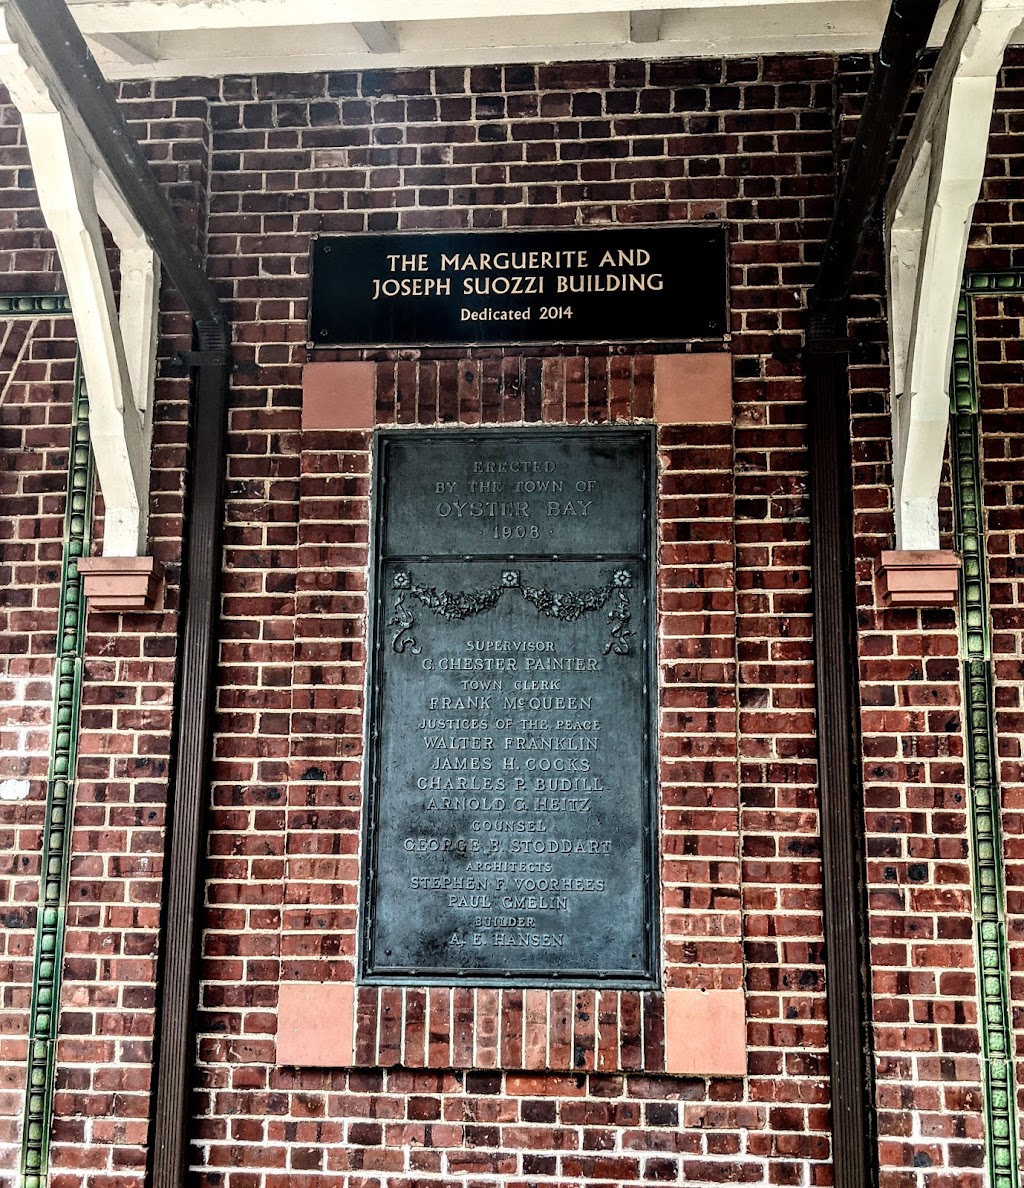 THE MARGUERITE AND
JOSEPH SUOZZI BUILDING
Dedicated 2014
ERECTED
BY THE TOWN OF
OYSTER BAY
· 1908 ·
SUPERVISOR
G. CHESTER PAINTER
TOWN CLERK
FRANK McQUEEN
JUSTICES OF THE PEACE
WALTER FRANKLIN
JAMES H. COCKS
CHARLES P. BUDILL
ARNOLD G. HEITZ
COUNSEL
GEORGE B. STODDART
ARCHITECTS
STEPHEN F. VOORHEES
PAUL GMELIN
BUILDER
A. E. HANSEN